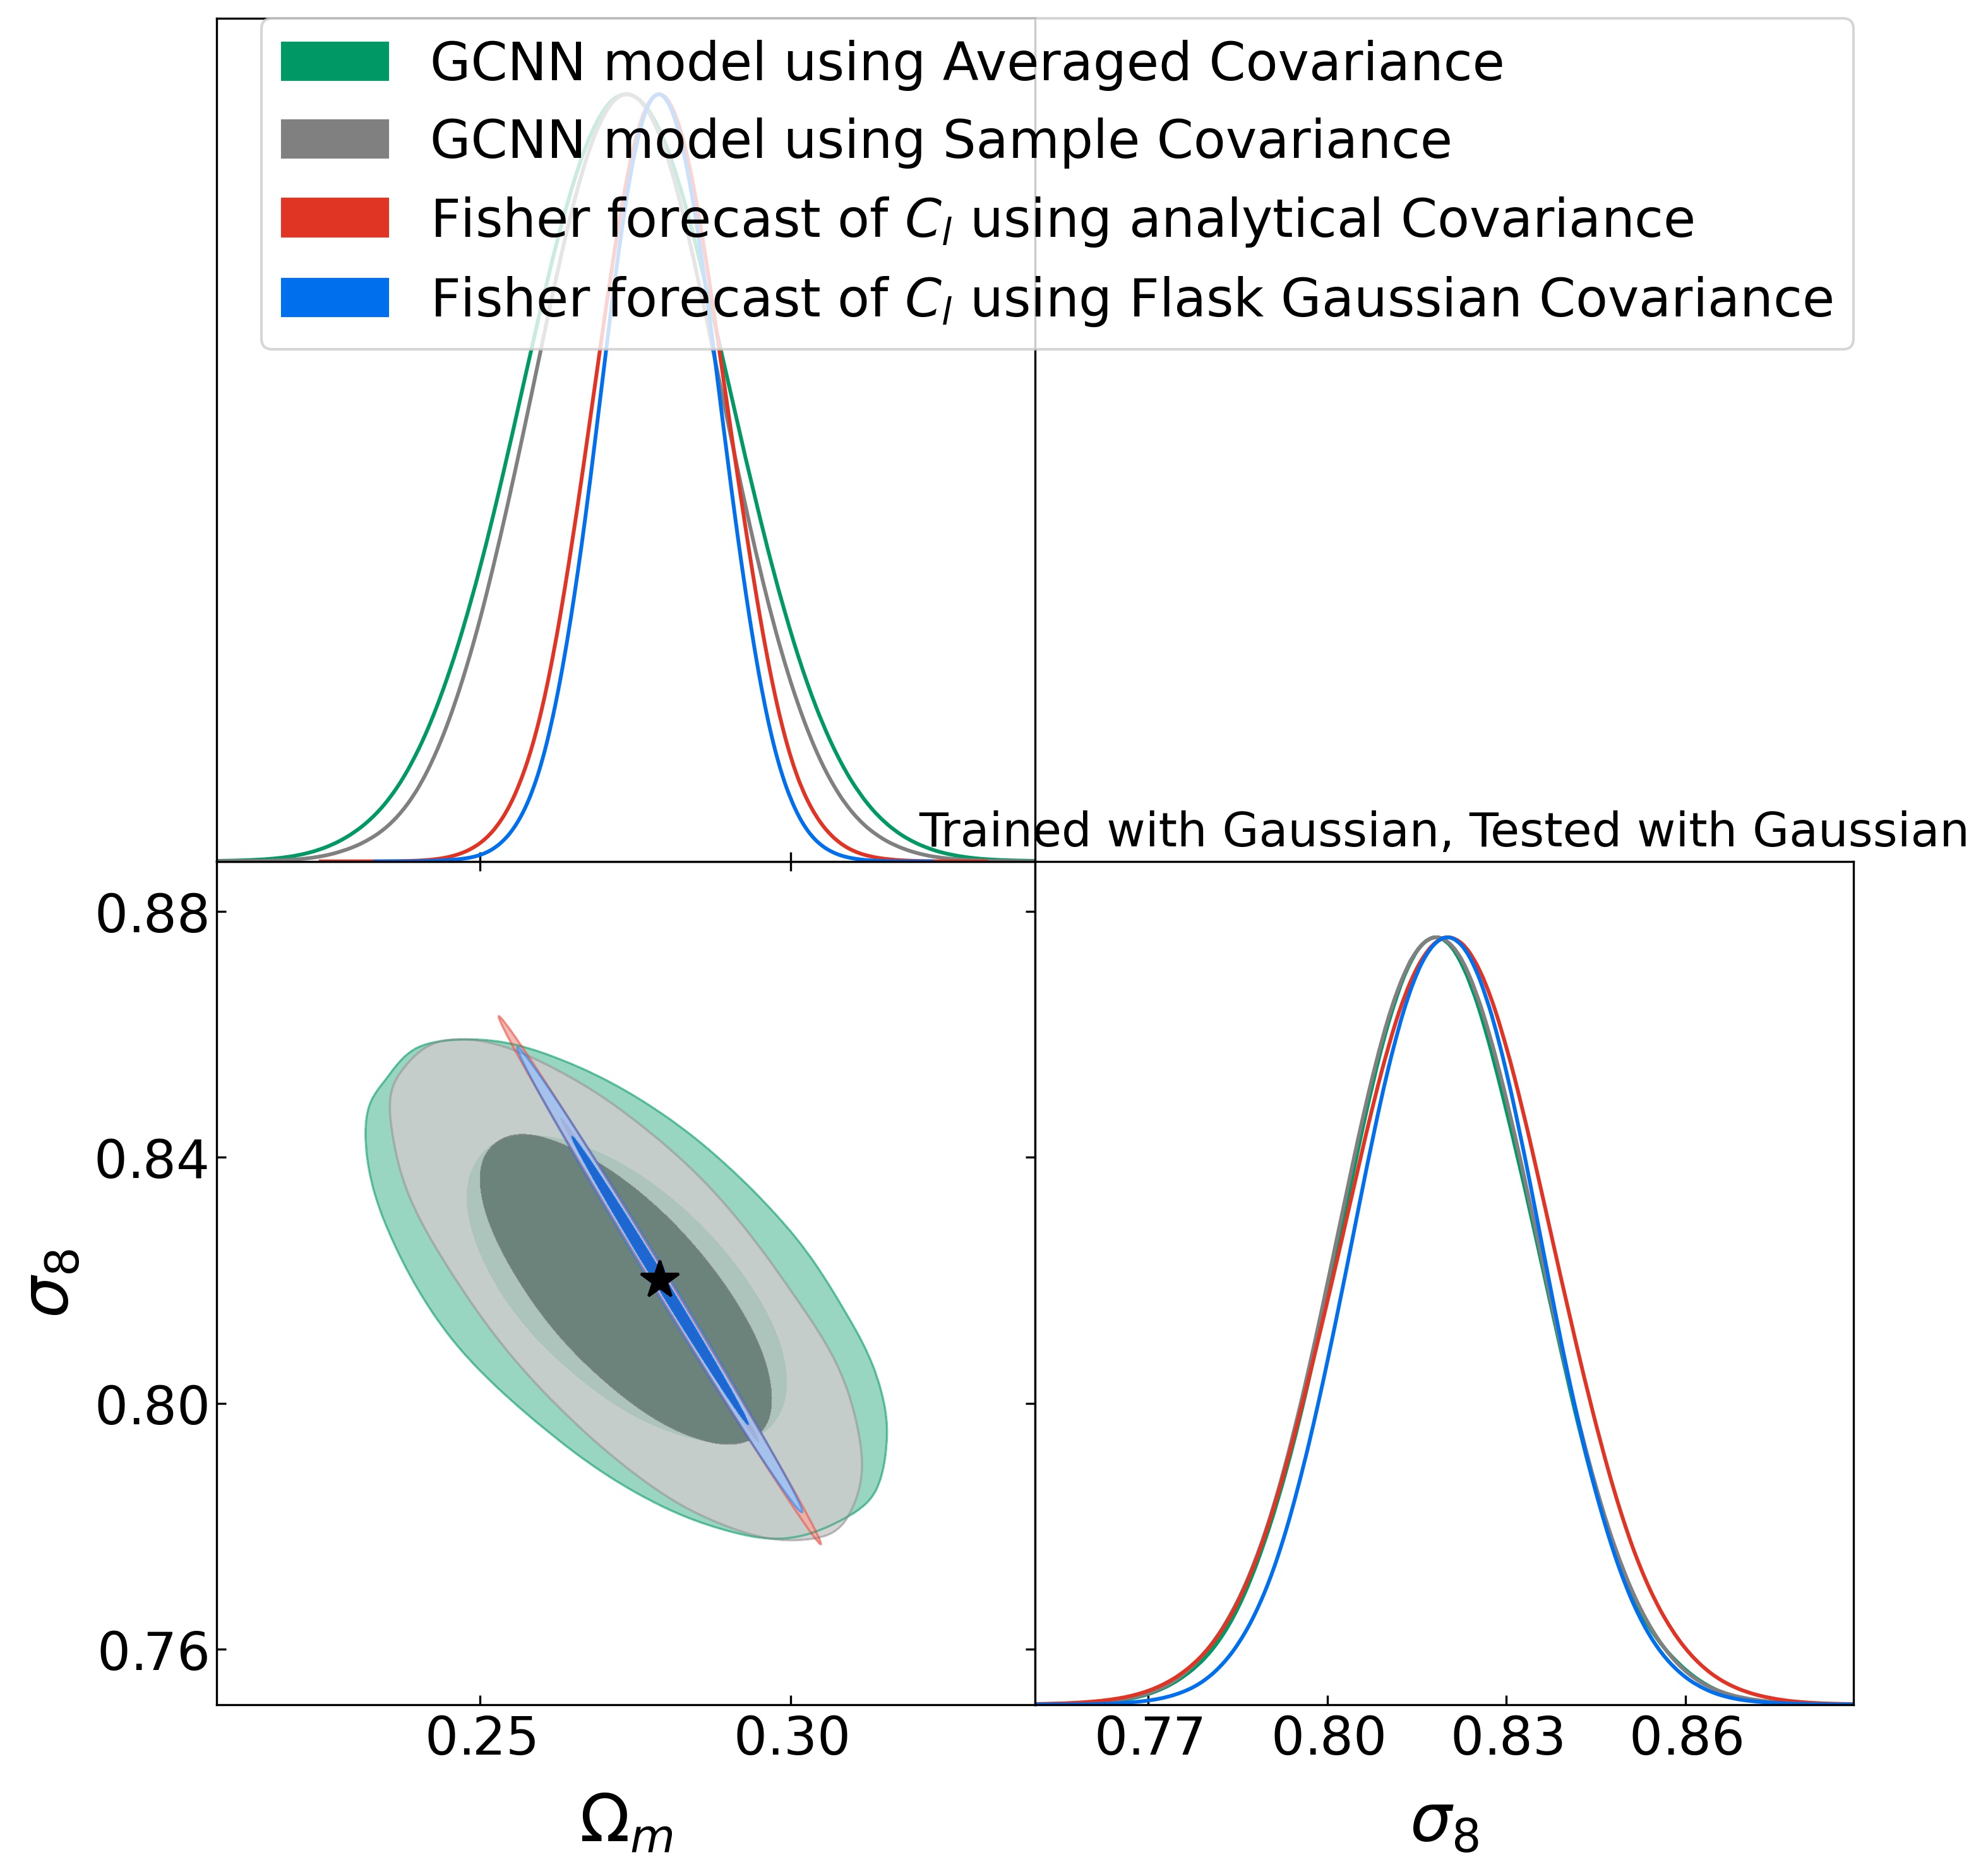 GCNN model using Averaged Covariance
GCNN model using Sample Covariance
Fisher forecast of C_l using analytical Covariance
Fisher forecast of C_l using Flask Gaussian Covariance
Trained with Gaussian, Tested with Gaussian
0.88
0.84
0.80
0.76
σ_8
0.25 0.30 0.77 0.80 0.83 0.86
Ω_m σ_8